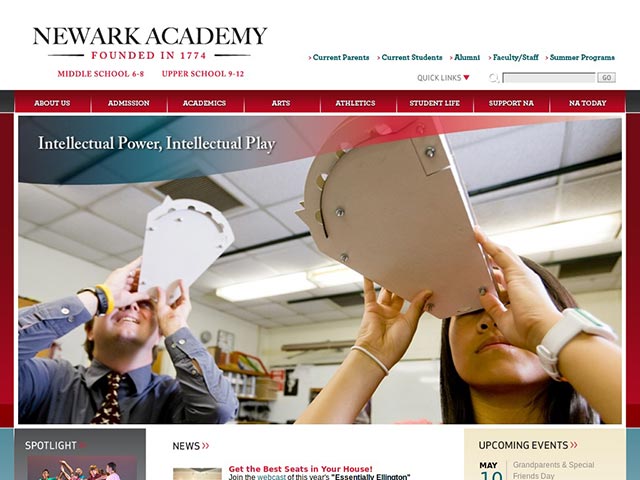 NEWARK ACADEMY
FOUNDED IN 1774
MIDDLE SCHOOL 6-8 UPPER SCHOOL 9-12
> Current Parents > Current Students > Alumni > Faculty/Staff > Summer Programs
QUICK LINKS
GO
ABOUT US ADMISSION ACADEMICS ARTS ATHLETICS STUDENT LIFE SUPPORT NA NA TODAY
Intellectual Power, Intellectual Play
SPOTLIGHT >>
NEWS >>
Get the Best Seats in Your House!
Join the webcast of this year's "Essentially Ellington"
UPCOMING EVENTS >>
MAY
10
Grandparents & Special
Friends Day